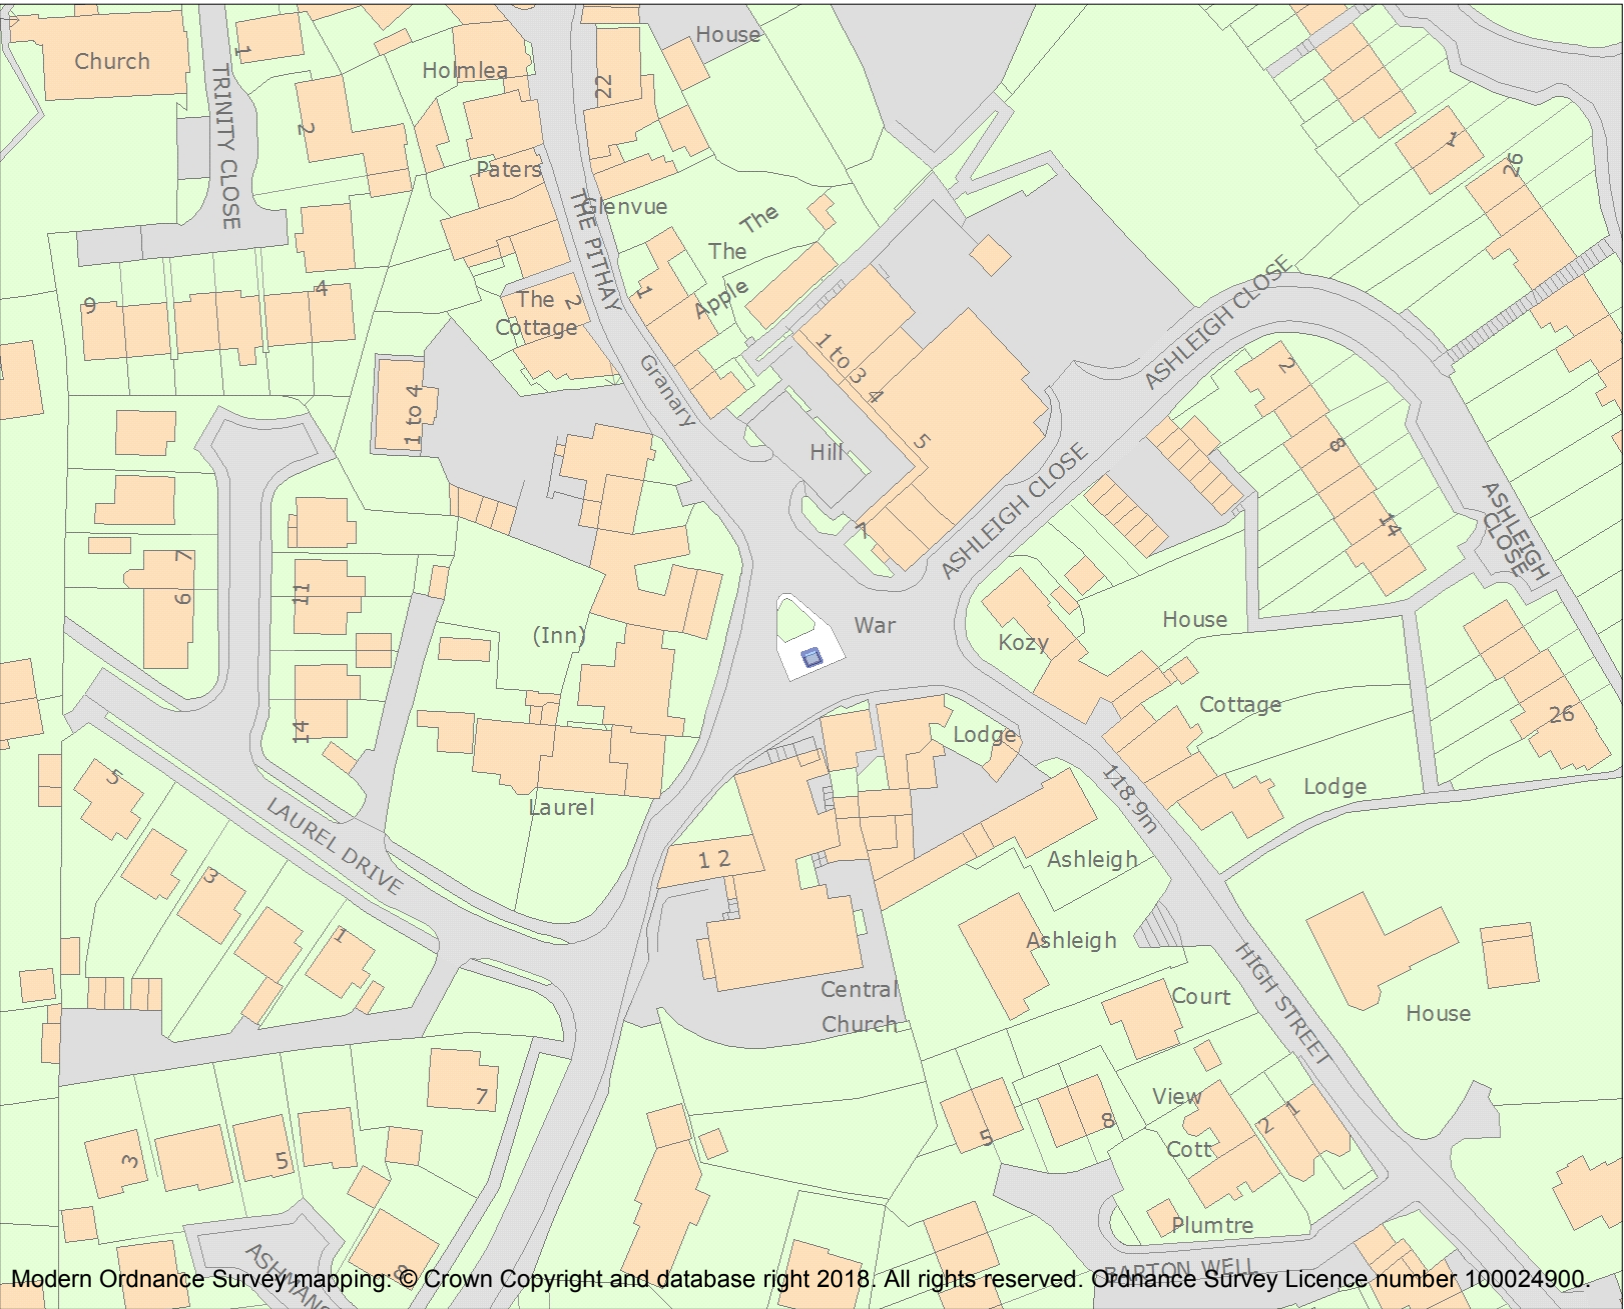 Church
1
TRINITY CLOSE
2
Holmlea
22
House
Paters
THE PITHAY
Glenvue
The
The
Apple
1
1
26
9
4
The
Cottage
2
Granary
1 to 3
4
5
ASHLEIGH CLOSE
2
8
14
1 to 4
Hill
7
ASHLEIGH CLOSE
ASHLEIGH
CLOSE
7
6
11
14
(Inn)
War
Kozy
House
Cottage
Lodge
Lodge
26
118.9m
5
LAUREL DRIVE
Laurel
3
1
1 2
Ashleigh
Ashleigh
Central
Church
Court
HIGH STREET
House
7
View
5
8
2
1
Cott
3
5
Plumtre
BARTON WELL
8
ASHMANS
Modern Ordnance Survey mapping: © Crown Copyright and database right 2018. All rights reserved. Ordnance Survey Licence number 100024900.